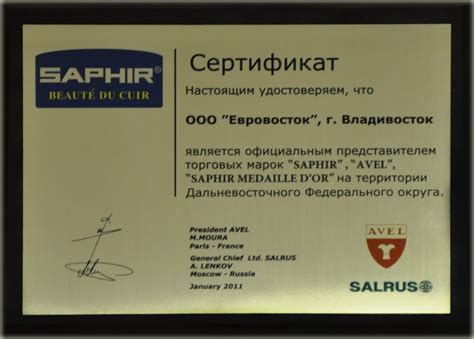 SAPHIR®
BEAUTÉ DU CUIR
Сертификат
Настоящим удостоверяем, что
ООО "Евровосток", г. Владивосток
является официальным представителем
торговых марок "SAPHIR", "AVEL",
"SAPHIR MEDAILLE D'OR" на территории
Дальневосточного Федерального округа.
President AVEL
M.MOURA
Paris - France
General Chief Ltd. SALRUS
A. LENKOV
Moscow - Russia
January 2011
AVEL
SALRUS